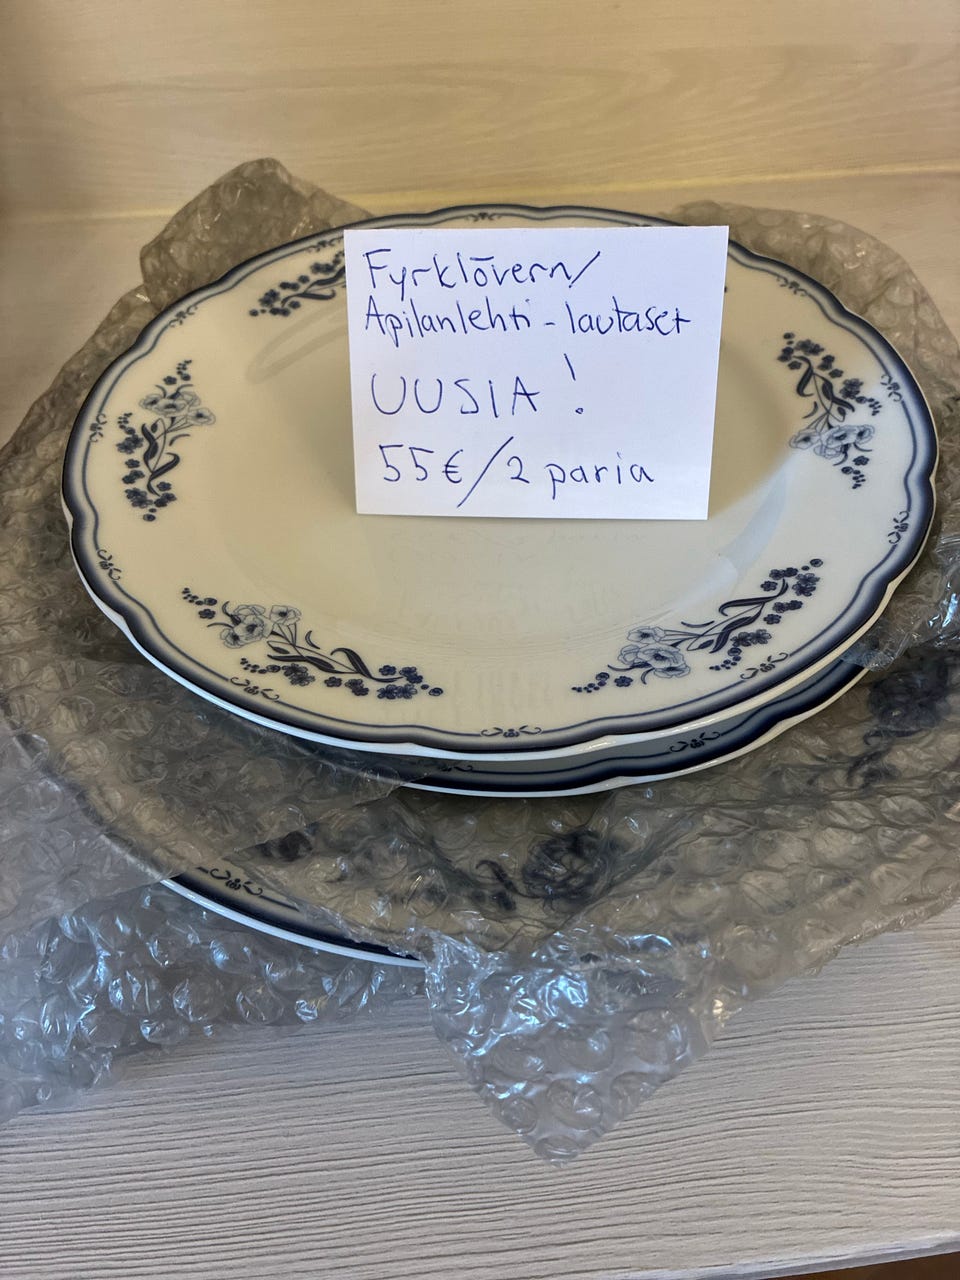 Fyrklövern/
Apilanlehti - lautaset
UUSIA !
55€/2 paria